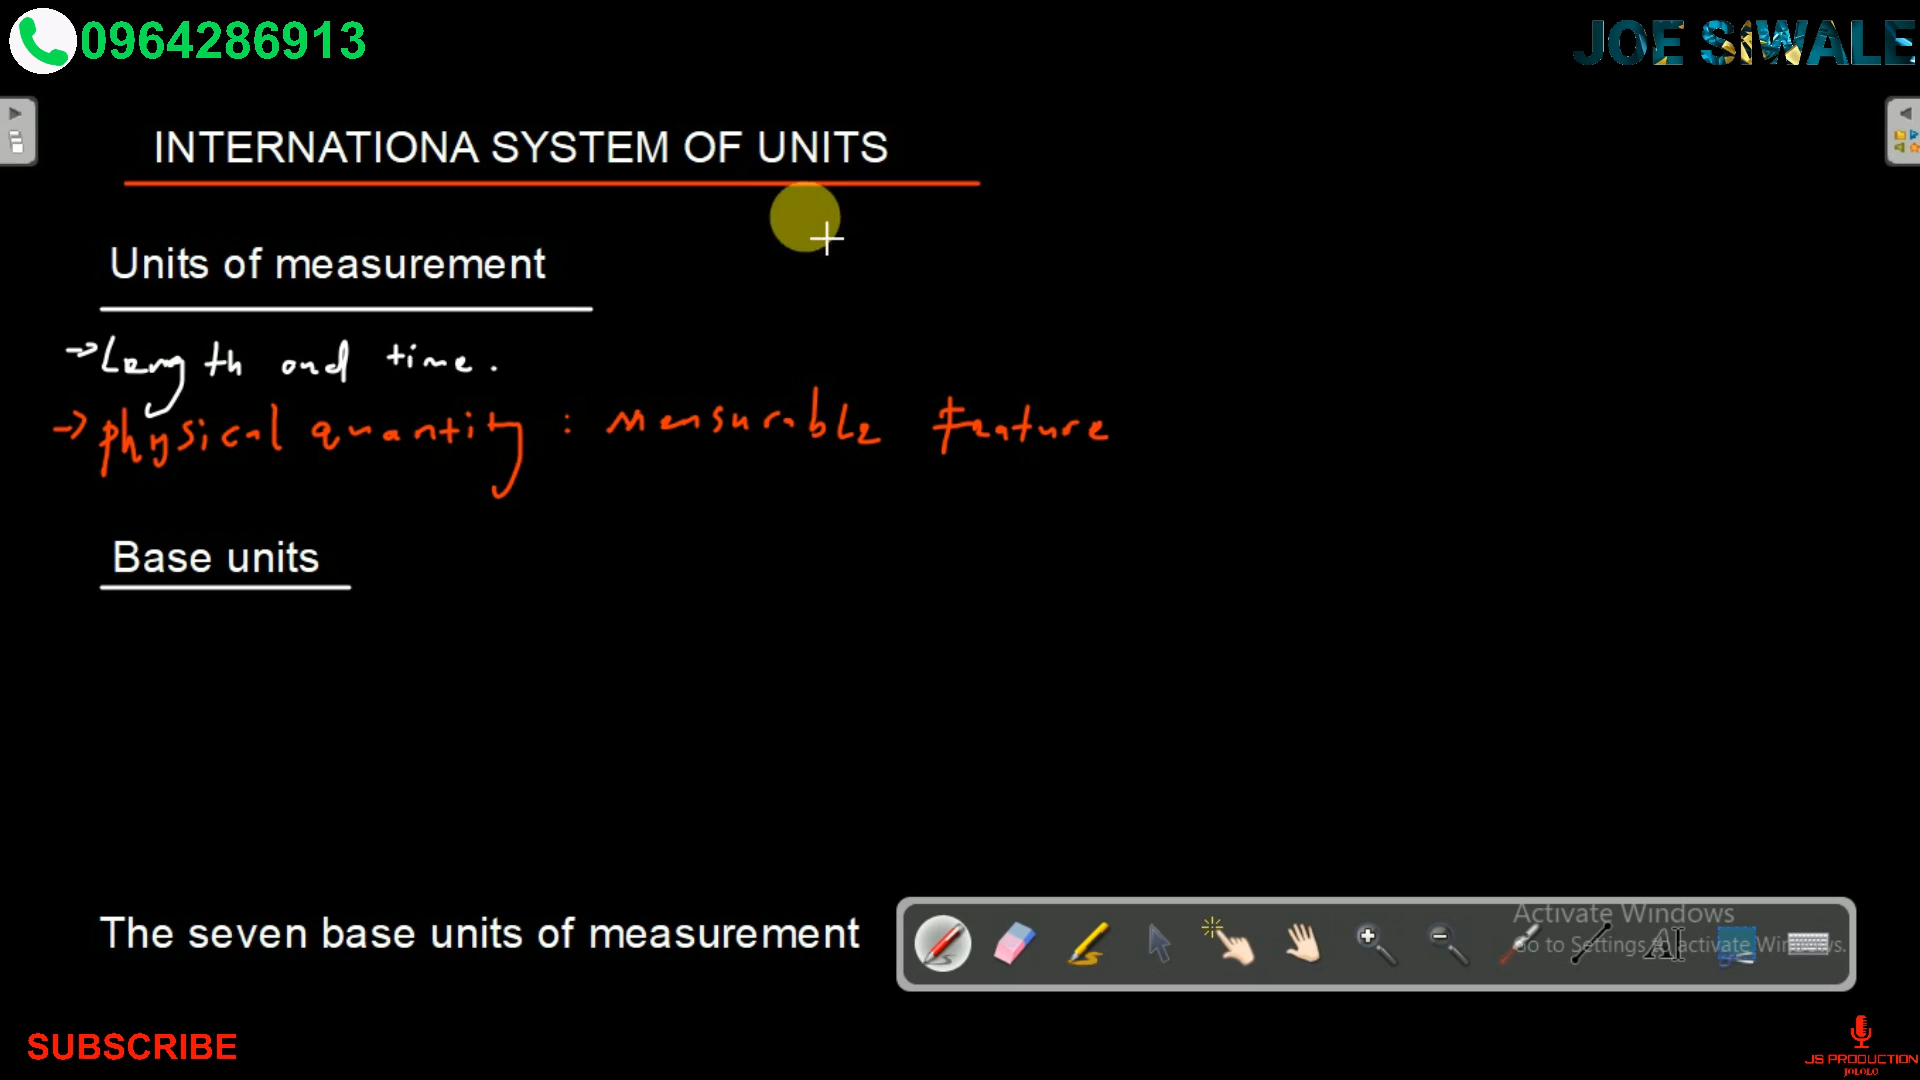 0964286913
JOE SIWALE
INTERNATIONA SYSTEM OF UNITS
Units of measurement
→ Length and time.
→ physical quantity : measurable feature
Base units
The seven base units of measurement
Activate Windows
Go to Settings to activate Windows.
SUBSCRIBE
JS PRODUCTION
JOLOLO